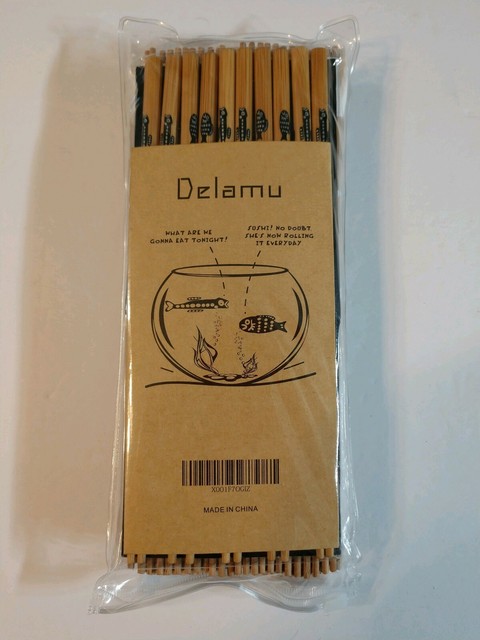 Delamu
WHAT ARE WE
GONNA EAT TONIGHT?
SUSHI! NO DOUBT.
SHE'S NOW ROLLING
IT EVERYDAY
MADE IN CHINA